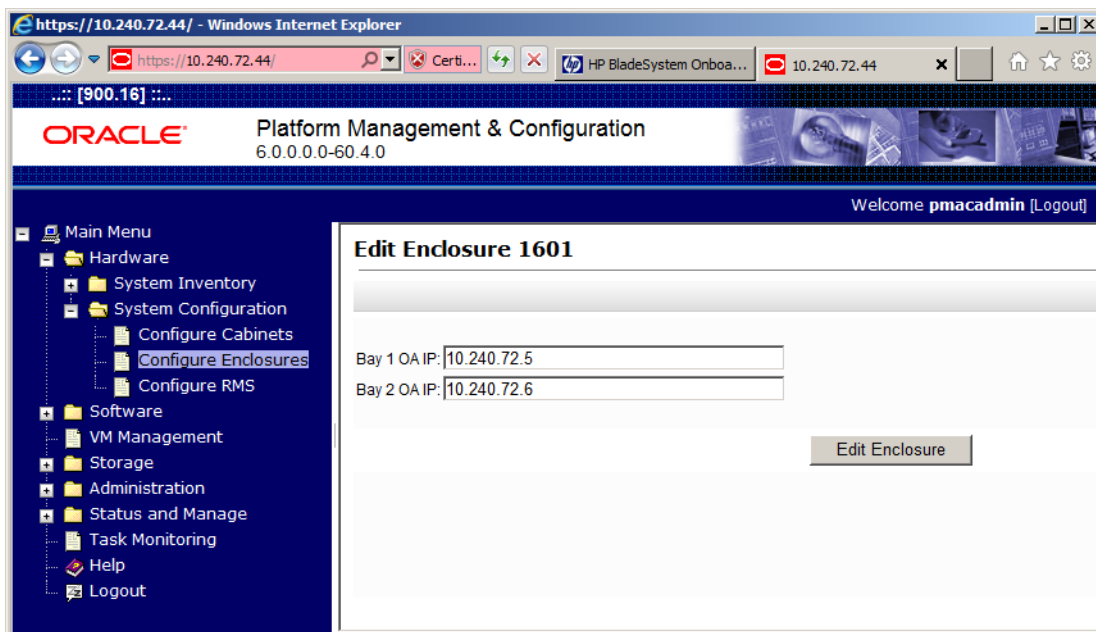 https://10.240.72.44/ - Windows Internet Explorer
https://10.240.72.44/ Certi... HP BladeSystem Onboa... 10.240.72.44
..:: [900.16] ::..
ORACLE® Platform Management & Configuration
6.0.0.0.0-60.4.0
Welcome pmacadmin [Logout]
Main Menu
Hardware
System Inventory
System Configuration
Configure Cabinets
Configure Enclosures
Configure RMS
Software
VM Management
Storage
Administration
Status and Manage
Task Monitoring
Help
Logout
Edit Enclosure 1601
Bay 1 OA IP: 10.240.72.5
Bay 2 OA IP: 10.240.72.6
Edit Enclosure